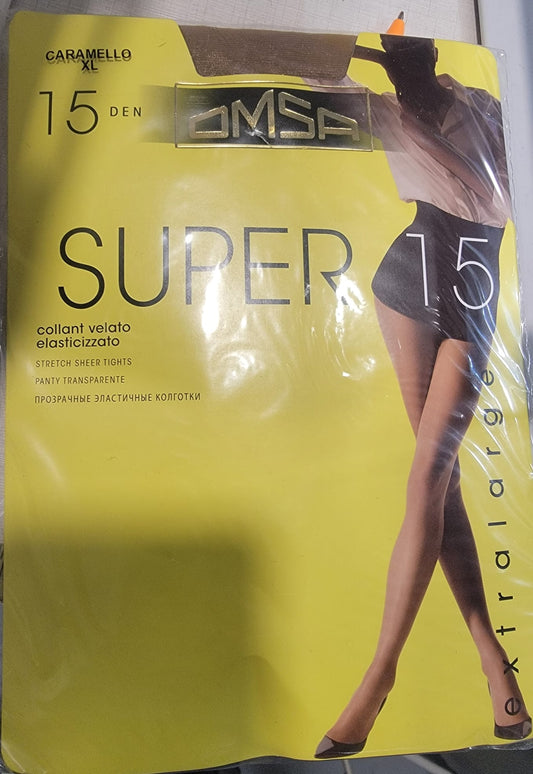 CARAMELLO
XL
15 DEN
OMSA
SUPER 15
collant velato
elasticizzato
STRETCH SHEER TIGHTS
PANTY TRANSPARENTE
ПРОЗРАЧНЫЕ ЭЛАСТИЧНЫЕ КОЛГОТКИ
extralarge